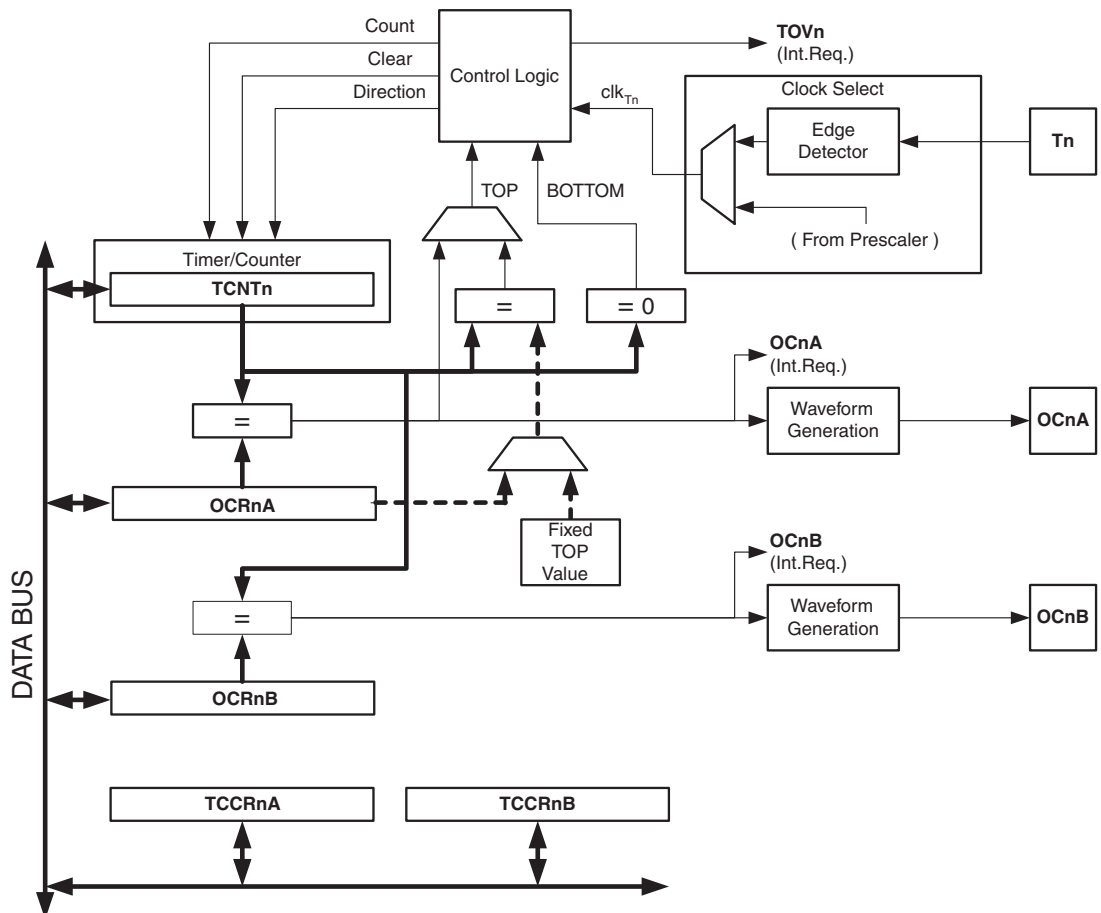 Count
Clear
Direction
Control Logic
TOVn
(Int.Req.)
clkTn
Clock Select
Edge
Detector
Tn
( From Prescaler )
TOP
BOTTOM
Timer/Counter
TCNTn
=
= 0
OCnA
(Int.Req.)
=
Waveform
Generation
OCnA
OCRnA
Fixed
TOP
Value
OCnB
(Int.Req.)
=
Waveform
Generation
OCnB
OCRnB
DATA BUS
TCCRnA
TCCRnB